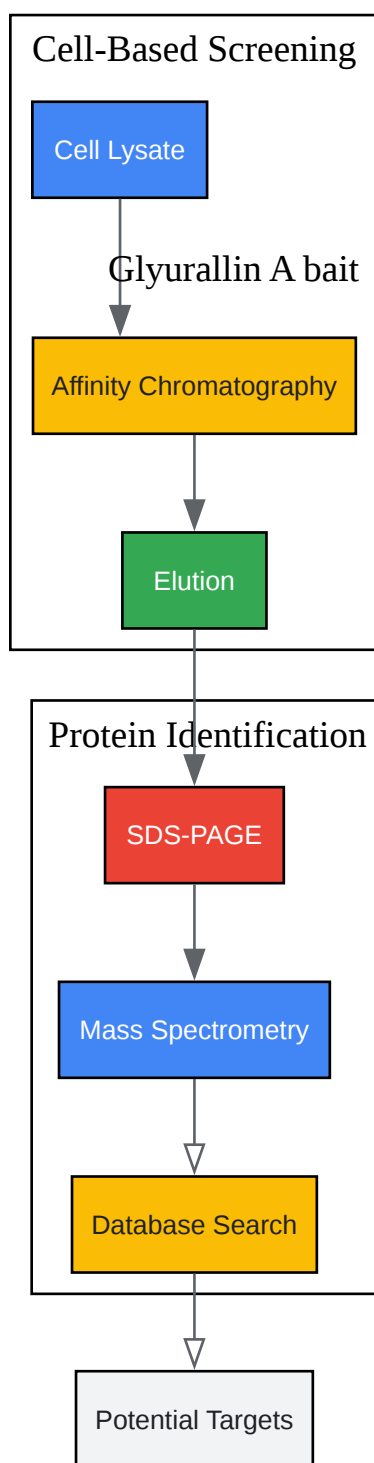 Cell-Based Screening
Cell Lysate
Glyurallin A bait
Affinity Chromatography
Elution
Protein Identification
SDS-PAGE
Mass Spectrometry
Database Search
Potential Targets